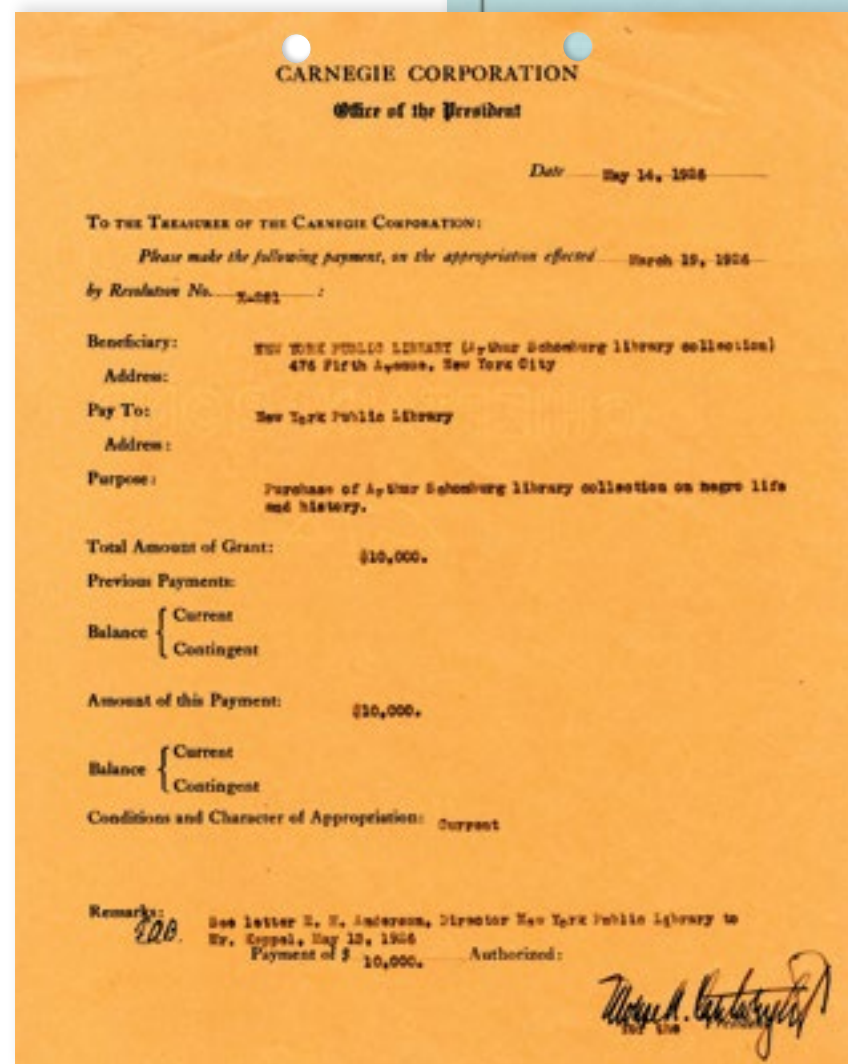 CARNEGIE CORPORATION
Office of the President
Date May 14, 1926
TO THE TREASURER OF THE CARNEGIE CORPORATION:
Please make the following payment, on the appropriation effected March 19, 1926
by Resolution No. :
Beneficiary: NEW YORK PUBLIC LIBRARY (Arthur Schomburg library collection)
476 Fifth Avenue, New York City
Address:
Pay To: New York Public Library
Address:
Purpose: Purchase of Arthur Schomburg library collection on negro life
and history.
Total Amount of Grant: $10,000.
Previous Payments:
Balance { Current
Contingent
Amount of this Payment: $10,000.
Balance { Current
Contingent
Conditions and Character of Appropriation: Current
Remarks: See letter E. H. Anderson, Director New York Public Library to
Mr. Keppel, May 13, 1926
Payment of $ 10,000. Authorized:
For the President